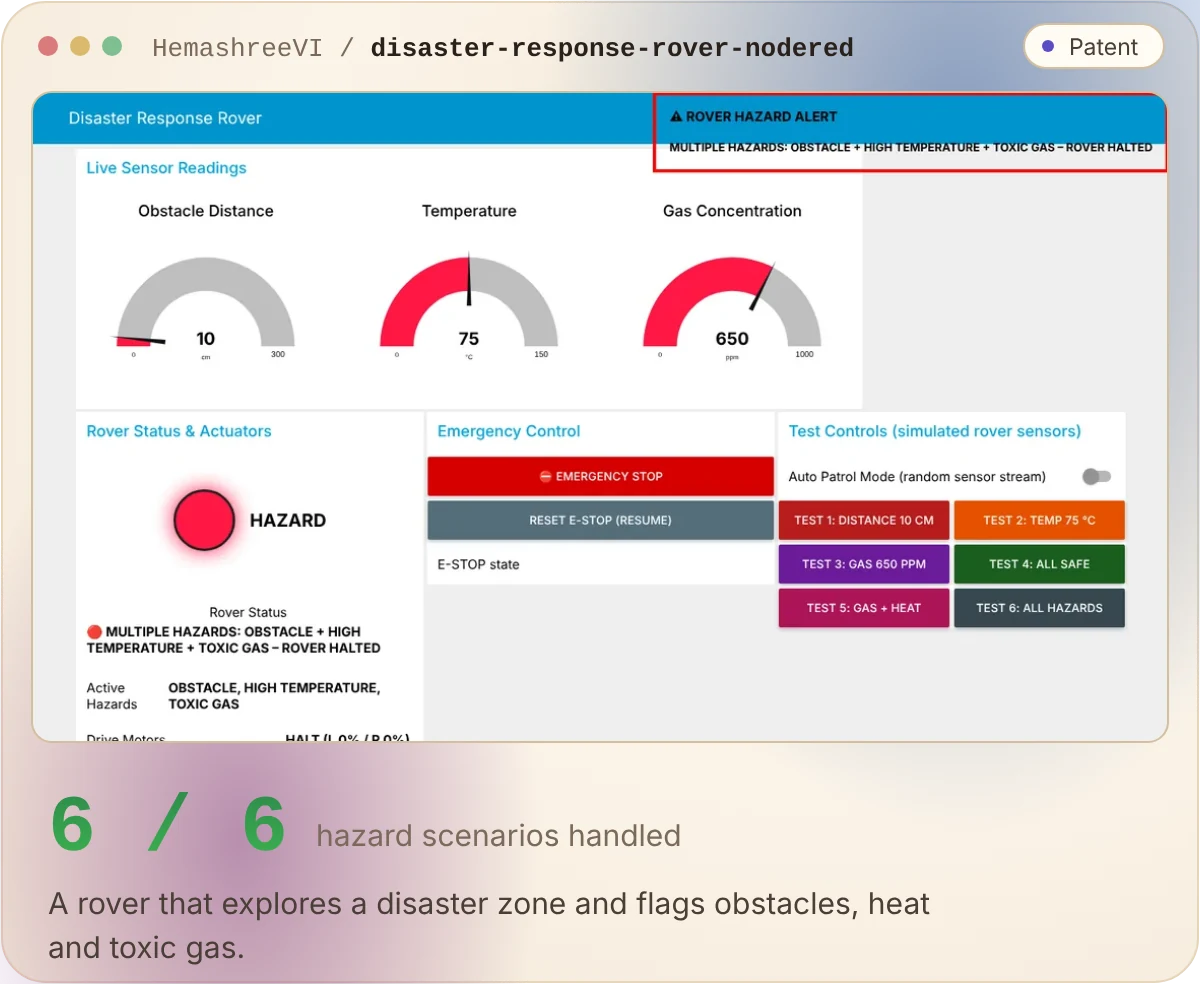 HemashreeVI / disaster-response-rover-nodered
Patent
Disaster Response Rover
⚠ ROVER HAZARD ALERT
MULTIPLE HAZARDS: OBSTACLE + HIGH TEMPERATURE + TOXIC GAS – ROVER HALTED
Live Sensor Readings
Obstacle Distance
10
cm
0
300
Temperature
75
°C
0
150
Gas Concentration
650
ppm
0
1000
Rover Status & Actuators
HAZARD
Rover Status
🔴 MULTIPLE HAZARDS: OBSTACLE + HIGH
TEMPERATURE + TOXIC GAS – ROVER HALTED
Active
Hazards
OBSTACLE, HIGH TEMPERATURE,
TOXIC GAS
Drive Motors
HALT (L 0% / R 0%)
Emergency Control
⛔ EMERGENCY STOP
RESET E-STOP (RESUME)
E-STOP state
Test Controls (simulated rover sensors)
Auto Patrol Mode (random sensor stream)
TEST 1: DISTANCE 10 CM
TEST 2: TEMP 75 °C
TEST 3: GAS 650 PPM
TEST 4: ALL SAFE
TEST 5: GAS + HEAT
TEST 6: ALL HAZARDS
6 / 6 hazard scenarios handled
A rover that explores a disaster zone and flags obstacles, heat
and toxic gas.